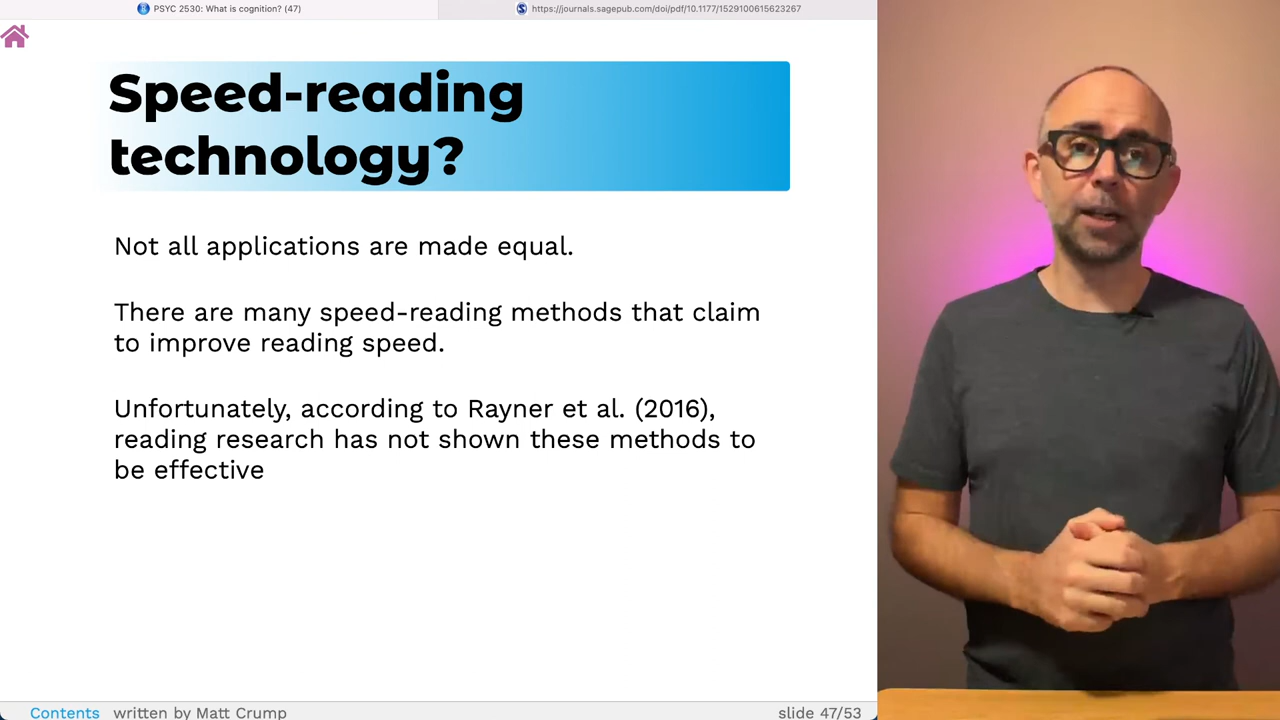 PSYC 2530: What is cognition? (47)
https://journals.sagepub.com/doi/pdf/10.1177/1529100615623267
Speed-reading
technology?
Not all applications are made equal.
There are many speed-reading methods that claim
to improve reading speed.
Unfortunately, according to Rayner et al. (2016),
reading research has not shown these methods to
be effective
Contents written by Matt Crump
slide 47/53